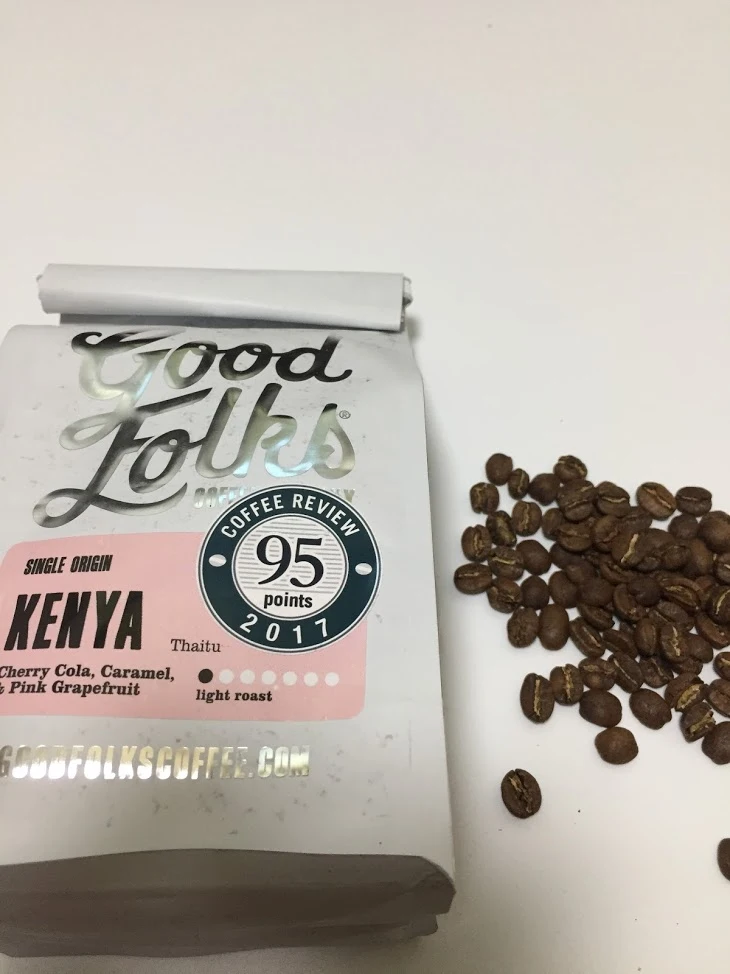 Good
Folks®
COFFEE
COFFEE REVIEW
95
points
2017
SINGLE ORIGIN
KENYA
Thaitu
Cherry Cola, Caramel,
& Pink Grapefruit
light roast
GOODFOLKSCOFFEE.COM